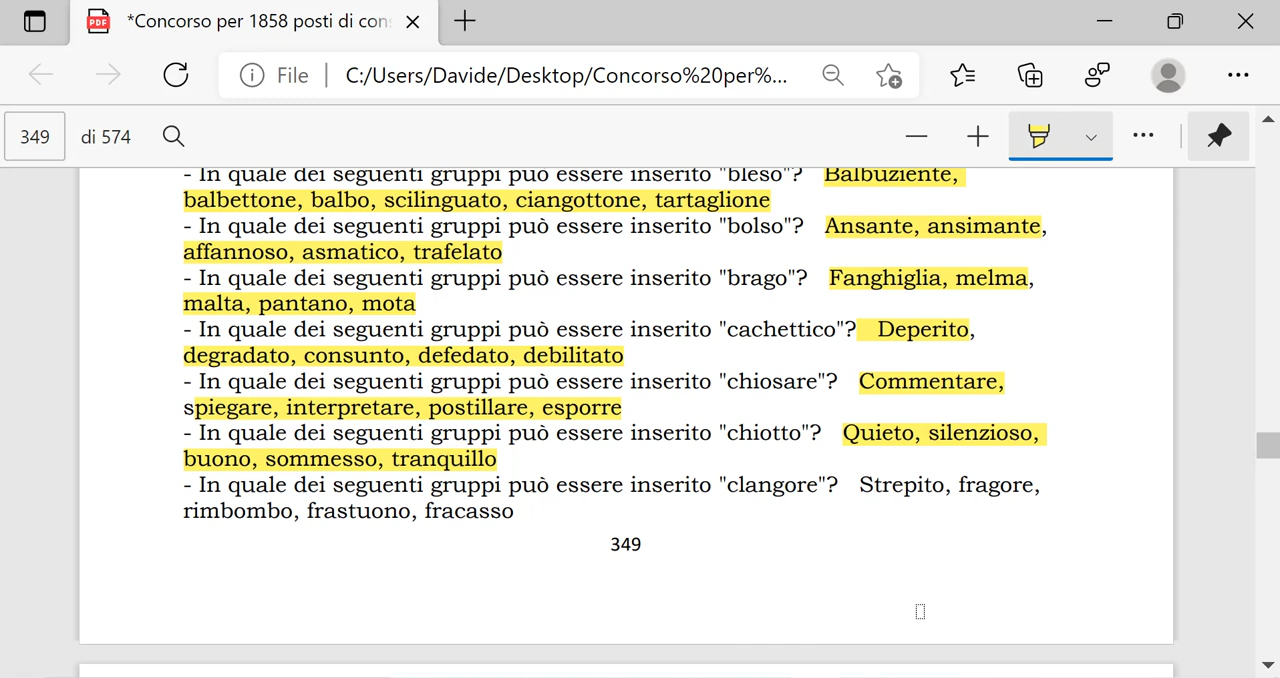 *Concorso per 1858 posti di con
File
C:/Users/Davide/Desktop/Concorso%20per%...
349
di 574
- In quale dei seguenti gruppi può essere inserito "bleso"? Balbuziente,
balbettone, balbo, scilinguato, ciangottone, tartaglione
- In quale dei seguenti gruppi può essere inserito "bolso"? Ansante, ansimante,
affannoso, asmatico, trafelato
- In quale dei seguenti gruppi può essere inserito "brago"? Fanghiglia, melma,
malta, pantano, mota
- In quale dei seguenti gruppi può essere inserito "cachettico"? Deperito,
degradato, consunto, defedato, debilitato
- In quale dei seguenti gruppi può essere inserito "chiosare"? Commentare,
spiegare, interpretare, postillare, esporre
- In quale dei seguenti gruppi può essere inserito "chiotto"? Quieto, silenzioso,
buono, sommesso, tranquillo
- In quale dei seguenti gruppi può essere inserito "clangore"? Strepito, fragore,
rimbombo, frastuono, fracasso
349